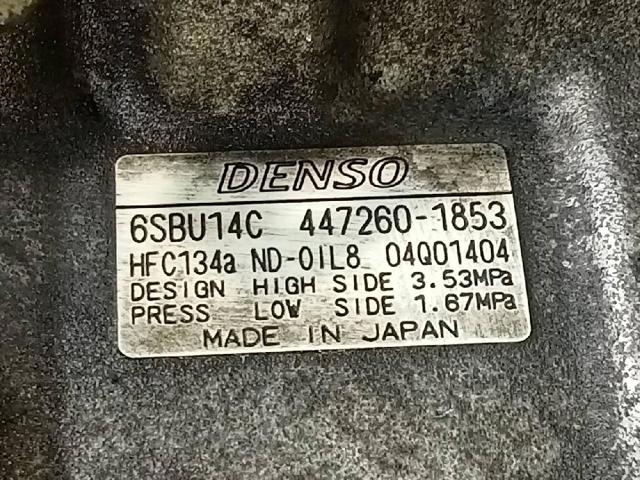 DENSO
6SBU14C 447260-1853
HFC134a ND-OIL8 04Q01404
DESIGN HIGH SIDE 3.53MPa
PRESS LOW SIDE 1.67MPa
MADE IN JAPAN